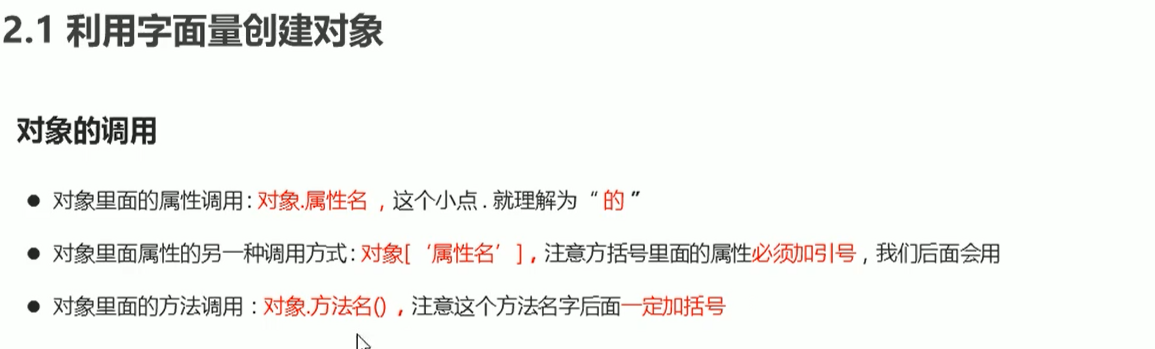 2.1 利用字面量创建对象
对象的调用
● 对象里面的属性调用 : 对象.属性名 ，这个小点 . 就理解为 “ 的 ”
● 对象里面属性的另一种调用方式 : 对象[ ‘属性名’ ]，注意方括号里面的属性必须加引号，我们后面会用
● 对象里面的方法调用：对象.方法名() ，注意这个方法名字后面一定加括号